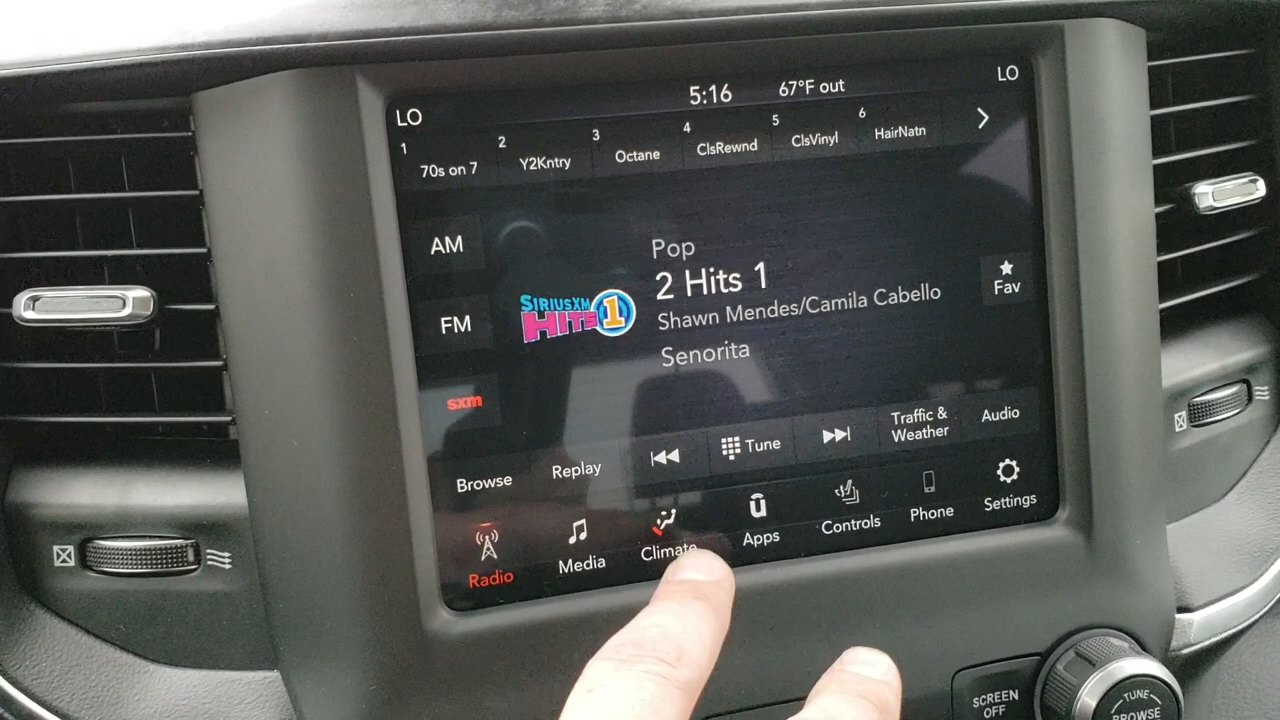 LO
5:16
67°F out
LO
1
70s on 7
2
Y2Kntry
3
Octane
4
ClsRewnd
5
ClsVinyl
6
HairNatn
AM
FM
sxm
SIRIUSXM
HITS 1
Pop
2 Hits 1
Shawn Mendes/Camila Cabello
Senorita
Fav
Browse
Replay
Tune
Traffic &
Weather
Audio
Radio
Media
Climate
Apps
Controls
Phone
Settings
SCREEN
OFF
TUNE
BROWSE